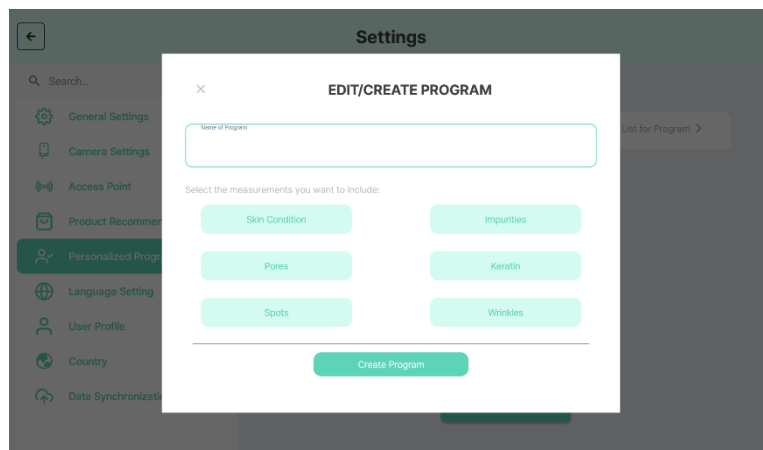 Settings
Search...
General Settings
Camera Settings
Access Point
Product Recommen
Personalized Progr
Language Setting
User Profile
Country
Data Synchronizati
List for Program
EDIT/CREATE PROGRAM
Name of Program
Select the measurements you want to include:
Skin Condition
Impurities
Pores
Keratin
Spots
Wrinkles
Create Program